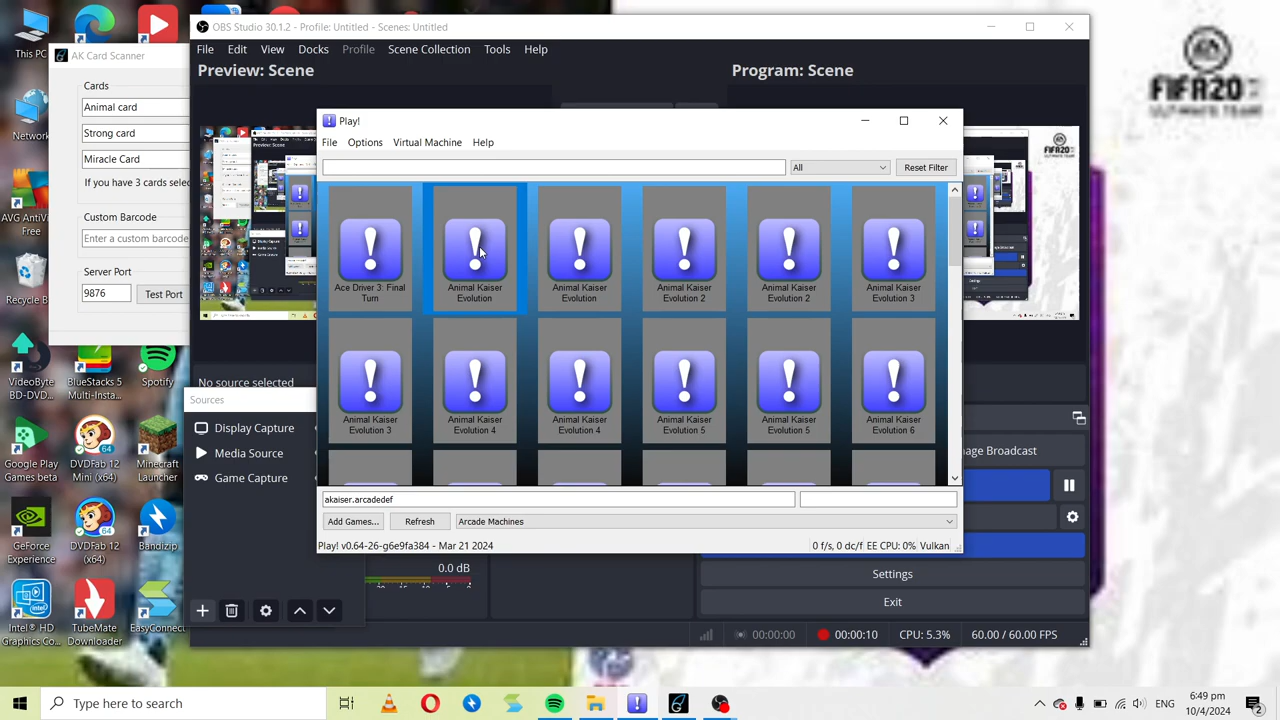 This PC
Network
AVG AntiVi
Free
Recycle B
VideoByte
BD-DVD...
BlueStacks 5
Multi-Insta...
Spotify
Google Play
Games beta
DVDFab 12
Mini (x64)
Minecraft
Launcher
GeForce
Experience
DVDFab 12
(x64)
Bandizip
Intel® HD
Graphics Co...
TubeMate
Downloader
EasyConnect
AK Card Scanner
Cards
Animal card
Strong card
Miracle Card
If you have 3 cards selec
Custom Barcode
Enter a custom barcode
Server Port
9876
Test Port
OBS Studio 30.1.2 - Profile: Untitled - Scenes: Untitled
File Edit View Docks Profile Scene Collection Tools Help
Preview: Scene
Program: Scene
No source selected
Sources
Display Capture
Media Source
Game Capture
0.0 dB
Settings
Exit
00:00:00
00:00:10
CPU: 5.3%
60.00 / 60.00 FPS
Play!
File Options Virtual Machine Help
All
Reset Filter
Ace Driver 3: Final
Turn
Animal Kaiser
Evolution
Animal Kaiser
Evolution
Animal Kaiser
Evolution 2
Animal Kaiser
Evolution 2
Animal Kaiser
Evolution 3
Animal Kaiser
Evolution 3
Animal Kaiser
Evolution 4
Animal Kaiser
Evolution 4
Animal Kaiser
Evolution 5
Animal Kaiser
Evolution 5
Animal Kaiser
Evolution 6
akaiser.arcadedef
Add Games...
Refresh
Arcade Machines
Play! v0.64-26-g6e9fa384 - Mar 21 2024
0 f/s, 0 dc/f EE CPU: 0% Vulkan
nage Broadcast
FIFA20
ULTIMATE TEAM
Type here to search
ENG
6:49 pm
10/4/2024
2